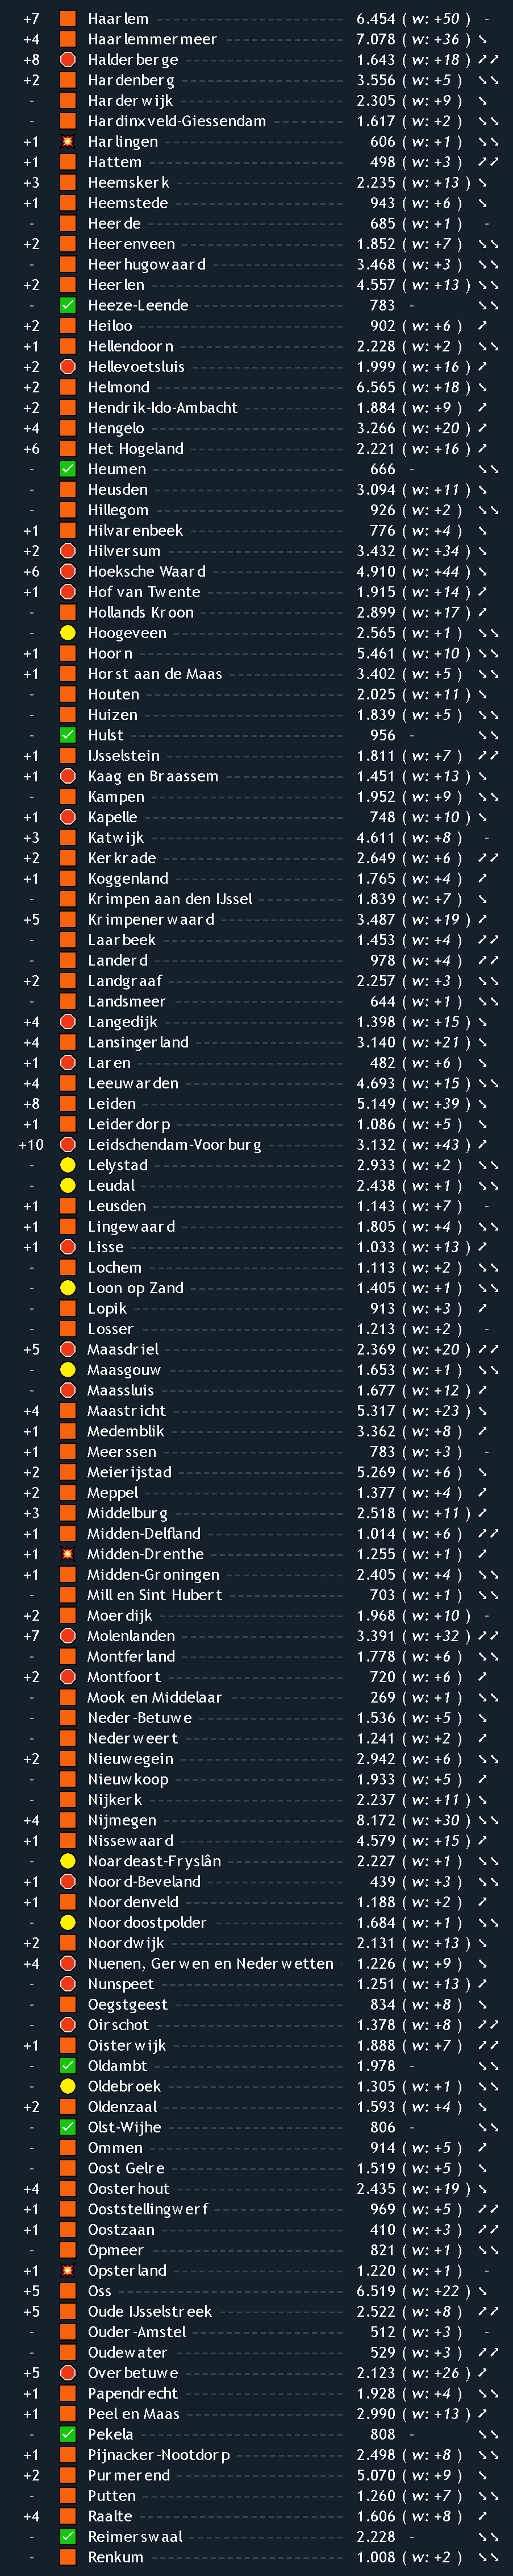 +7 Haarlem 6.454 ( w: +50 ) -
+4 Haarlemmermeer 7.078 ( w: +36 ) ↘
+8 Halderberge 1.643 ( w: +18 ) ↗↗
+2 Hardenberg 3.556 ( w: +5 ) ↘↘
- Harderwijk 2.305 ( w: +9 ) ↘
- Hardinxveld-Giessendam 1.617 ( w: +2 ) ↘↘
+1 Harlingen 606 ( w: +1 ) ↘↘
+1 Hattem 498 ( w: +3 ) ↗↗
+3 Heemskerk 2.235 ( w: +13 ) ↘
+1 Heemstede 943 ( w: +6 ) ↘
- Heerde 685 ( w: +1 ) -
+2 Heerenveen 1.852 ( w: +7 ) ↘↘
- Heerhugowaard 3.468 ( w: +3 ) ↘↘
+2 Heerlen 4.557 ( w: +13 ) ↘↘
- Heeze-Leende 783 - ↘↘
+2 Heiloo 902 ( w: +6 ) ↗
+1 Hellendoorn 2.228 ( w: +2 ) ↘↘
+2 Hellevoetsluis 1.999 ( w: +16 ) ↗
+2 Helmond 6.565 ( w: +18 ) ↘
+2 Hendrik-Ido-Ambacht 1.884 ( w: +9 ) ↗
+4 Hengelo 3.266 ( w: +20 ) ↗
+6 Het Hogeland 2.221 ( w: +16 ) ↗
- Heumen 666 - ↘↘
- Heusden 3.094 ( w: +11 ) ↘
- Hillegom 926 ( w: +2 ) ↘↘
+1 Hilvarenbeek 776 ( w: +4 ) ↘
+2 Hilversum 3.432 ( w: +34 ) ↘
+6 Hoeksche Waard 4.910 ( w: +44 ) ↘
+1 Hof van Twente 1.915 ( w: +14 ) ↗
- Hollands Kroon 2.899 ( w: +17 ) ↗
- Hoogeveen 2.565 ( w: +1 ) ↘↘
+1 Hoorn 5.461 ( w: +10 ) ↘↘
+1 Horst aan de Maas 3.402 ( w: +5 ) ↘↘
- Houten 2.025 ( w: +11 ) ↘
- Huizen 1.839 ( w: +5 ) ↘↘
- Hulst 956 - ↘↘
+1 IJsselstein 1.811 ( w: +7 ) ↗↗
+1 Kaag en Braassem 1.451 ( w: +13 ) ↘
- Kampen 1.952 ( w: +9 ) ↘↘
+1 Kapelle 748 ( w: +10 ) ↘
+3 Katwijk 4.611 ( w: +8 ) -
+2 Kerkrade 2.649 ( w: +6 ) ↗↗
+1 Koggenland 1.765 ( w: +4 ) ↗
- Krimpen aan den IJssel 1.839 ( w: +7 ) ↘
+5 Krimpenerwaard 3.487 ( w: +19 ) ↗
- Laarbeek 1.453 ( w: +4 ) ↗↗
- Landerd 978 ( w: +4 ) ↗↗
+2 Landgraaf 2.257 ( w: +3 ) ↘↘
- Landsmeer 644 ( w: +1 ) ↘↘
+4 Langedijk 1.398 ( w: +15 ) ↘
+4 Lansingerland 3.140 ( w: +21 ) ↘
+1 Laren 482 ( w: +6 ) ↘
+4 Leeuwarden 4.693 ( w: +15 ) ↘↘
+8 Leiden 5.149 ( w: +39 ) ↘
+1 Leiderdorp 1.086 ( w: +5 ) ↘
+10 Leidschendam-Voorburg 3.132 ( w: +43 ) ↗
- Lelystad 2.933 ( w: +2 ) ↘↘
- Leudal 2.438 ( w: +1 ) ↘↘
+1 Leusden 1.143 ( w: +7 ) -
+1 Lingewaard 1.805 ( w: +4 ) ↘↘
+1 Lisse 1.033 ( w: +13 ) ↗
- Lochem 1.113 ( w: +2 ) ↘↘
- Loon op Zand 1.405 ( w: +1 ) ↘↘
- Lopik 913 ( w: +3 ) ↗
- Losser 1.213 ( w: +2 ) -
+5 Maasdriel 2.369 ( w: +20 ) ↗↗
- Maasgouw 1.653 ( w: +1 ) ↘↘
- Maassluis 1.677 ( w: +12 ) ↗
+4 Maastricht 5.317 ( w: +23 ) ↘
+1 Medemblik 3.362 ( w: +8 ) ↗
+1 Meerssen 783 ( w: +3 ) -
+2 Meierijstad 5.269 ( w: +6 ) ↘
+2 Meppel 1.377 ( w: +4 ) ↗
+3 Middelburg 2.518 ( w: +11 ) ↗
+1 Midden-Delfland 1.014 ( w: +6 ) ↗↗
+1 Midden-Drenthe 1.255 ( w: +1 ) ↗
+1 Midden-Groningen 2.405 ( w: +4 ) ↘↘
- Mill en Sint Hubert 703 ( w: +1 ) ↘↘
+2 Moerdijk 1.968 ( w: +10 ) -
+7 Molenlanden 3.391 ( w: +32 ) ↗↗
- Montferland 1.778 ( w: +6 ) ↘↘
+2 Montfoort 720 ( w: +6 ) ↗
- Mook en Middelaar 269 ( w: +1 ) ↘↘
- Neder-Betuwe 1.536 ( w: +5 ) ↘
- Nederweert 1.241 ( w: +2 ) ↗
+2 Nieuwegein 2.942 ( w: +6 ) ↘↘
- Nieuwkoop 1.933 ( w: +5 ) ↗
- Nijkerk 2.237 ( w: +11 ) ↘
+4 Nijmegen 8.172 ( w: +30 ) ↘↘
+1 Nissewaard 4.579 ( w: +15 ) ↗
- Noardeast-Fryslân 2.227 ( w: +1 ) ↘↘
+1 Noord-Beveland 439 ( w: +3 ) ↘↘
+1 Noordenveld 1.188 ( w: +2 ) ↗
- Noordoostpolder 1.684 ( w: +1 ) ↘↘
+2 Noordwijk 2.131 ( w: +13 ) ↘
+4 Nuenen, Gerwen en Nederwetten 1.226 ( w: +9 ) ↘
- Nunspeet 1.251 ( w: +13 ) ↗
- Oegstgeest 834 ( w: +8 ) ↘
- Oirschot 1.378 ( w: +8 ) ↗↗
+1 Oisterwijk 1.888 ( w: +7 ) ↗↗
- Oldambt 1.978 - ↘↘
- Oldebroek 1.305 ( w: +1 ) ↘↘
+2 Oldenzaal 1.593 ( w: +4 ) ↘
- Olst-Wijhe 806 - ↘↘
- Ommen 914 ( w: +5 ) ↗
- Oost Gelre 1.519 ( w: +5 ) ↘
+4 Oosterhout 2.435 ( w: +19 ) ↘
+1 Ooststellingwerf 969 ( w: +5 ) ↗↗
+1 Oostzaan 410 ( w: +3 ) ↗↗
- Opmeer 821 ( w: +1 ) ↘↘
+1 Opsterland 1.220 ( w: +1 ) -
+5 Oss 6.519 ( w: +22 ) ↘
+5 Oude IJsselstreek 2.522 ( w: +8 ) ↗↗
- Ouder-Amstel 512 ( w: +3 ) -
- Oudewater 529 ( w: +3 ) ↗↗
+5 Overbetuwe 2.123 ( w: +26 ) ↗
+1 Papendrecht 1.928 ( w: +4 ) ↘↘
+1 Peel en Maas 2.990 ( w: +13 ) ↗
- Pekela 808 - ↘↘
+1 Pijnacker-Nootdorp 2.498 ( w: +8 ) ↘↘
+2 Purmerend 5.070 ( w: +9 ) ↘
- Putten 1.260 ( w: +7 ) ↘↘
+4 Raalte 1.606 ( w: +8 ) ↗
- Reimerswaal 2.228 - ↘↘
- Renkum 1.008 ( w: +2 ) ↘↘